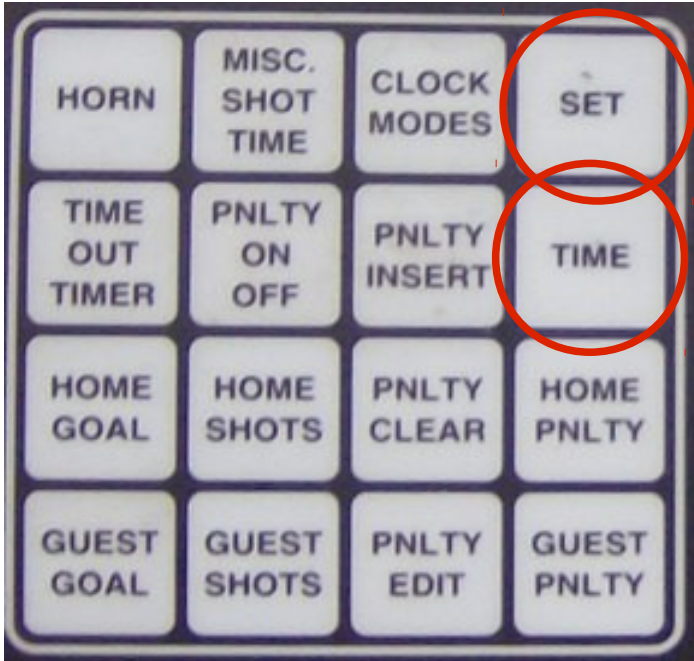 HORN
MISC.
SHOT
TIME
CLOCK
MODES
SET
TIME
OUT
TIMER
PNLTY
ON
OFF
PNLTY
INSERT
TIME
HOME
GOAL
HOME
SHOTS
PNLTY
CLEAR
HOME
PNLTY
GUEST
GOAL
GUEST
SHOTS
PNLTY
EDIT
GUEST
PNLTY